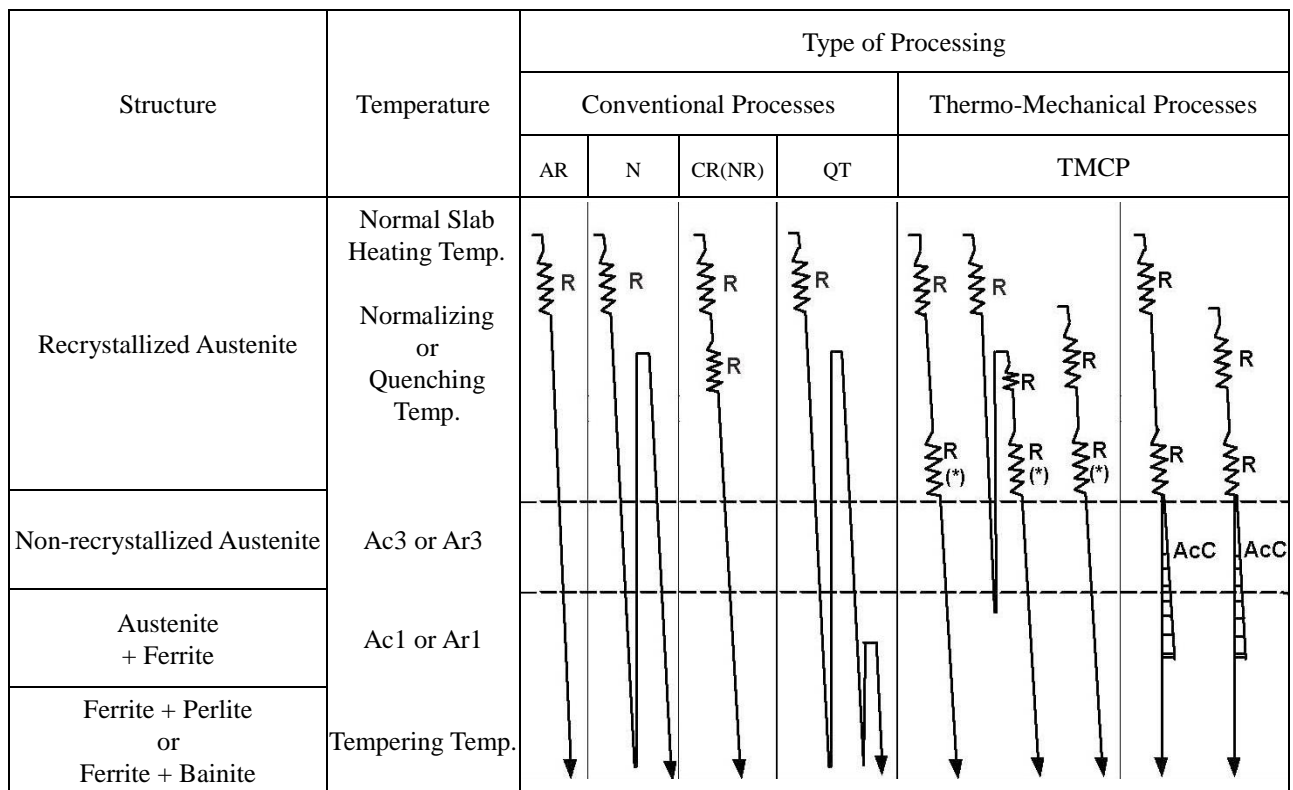 Structure
Temperature
Type of Processing
Conventional Processes
Thermo-Mechanical Processes
AR
N
CR(NR)
QT
TMCP
Recrystallized Austenite
Normal Slab
Heating Temp.
Normalizing
or
Quenching
Temp.
R
R
R
R
R
R
R
R
R
R
R
R
R
(*)
R
(*)
R
(*)
R
R
Non-recrystallized Austenite
Ac3 or Ar3
AcC
AcC
Austenite
+ Ferrite
Ac1 or Ar1
Ferrite + Perlite
or
Ferrite + Bainite
Tempering Temp.